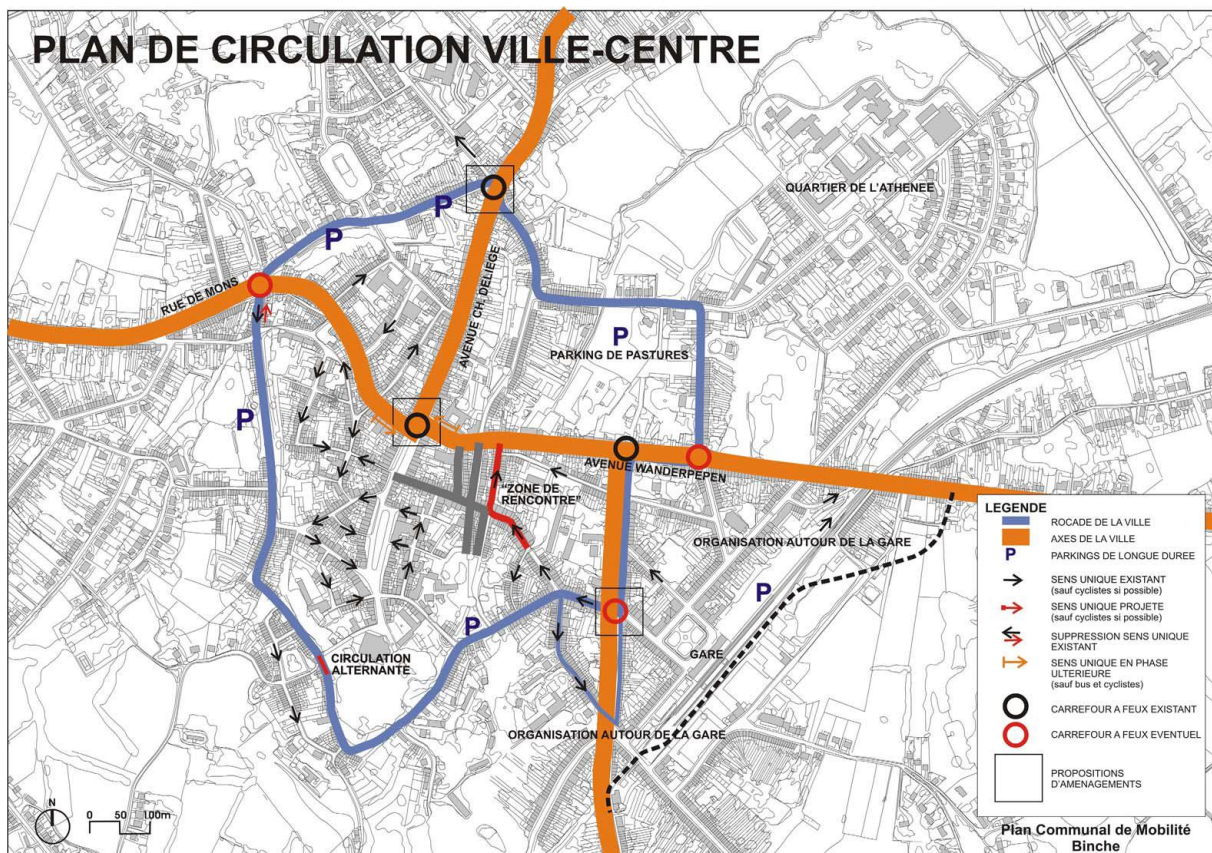 PLAN DE CIRCULATION VILLE-CENTRE
QUARTIER DE L'ATHENEE
P
P
RUE DE MONS
AVENUE CH. DELIEGE
P
PARKING DE PASTURES
P
AVENUE WANDERPEPEN
"ZONE DE
RENCONTRE"
ORGANISATION AUTOUR DE LA GARE
P
P
GARE
CIRCULATION
ALTERNANTE
ORGANISATION AUTOUR DE LA GARE
LEGENDE
ROCADE DE LA VILLE
AXES DE LA VILLE
P
PARKINGS DE LONGUE DUREE
SENS UNIQUE EXISTANT
(sauf cyclistes si possible)
SENS UNIQUE PROJETE
(sauf cyclistes si possible)
SUPPRESSION SENS UNIQUE
EXISTANT
SENS UNIQUE EN PHASE
ULTERIEURE
(sauf bus et cyclistes)
CARREFOUR A FEUX EXISTANT
CARREFOUR A FEUX EVENTUEL
PROPOSITIONS
D'AMENAGEMENTS
N
0 50 100m
Plan Communal de Mobilité
Binche